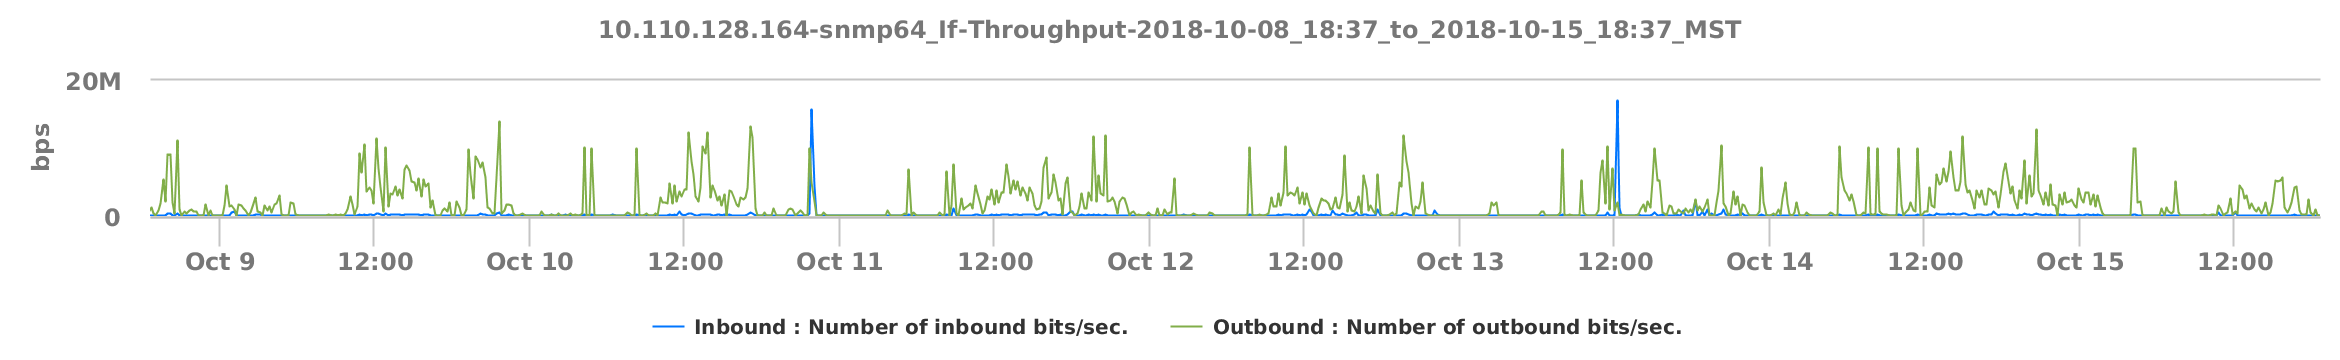 10.110.128.164-snmp64_If-Throughput-2018-10-08_18:37_to_2018-10-15_18:37_MST
20M
bps
0
Oct 9 12:00 Oct 10 12:00 Oct 11 12:00 Oct 12 12:00 Oct 13 12:00 Oct 14 12:00 Oct 15 12:00
Inbound : Number of inbound bits/sec. Outbound : Number of outbound bits/sec.